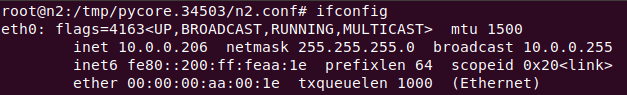 root@n2:/tmp/pycore.34503/n2.conf# ifconfig
eth0: flags=4163<UP,BROADCAST,RUNNING,MULTICAST>  mtu 1500
        inet 10.0.0.206  netmask 255.255.255.0  broadcast 10.0.0.255
        inet6 fe80::200:ff:feaa:1e  prefixlen 64  scopeid 0x20<link>
        ether 00:00:00:aa:00:1e  txqueuelen 1000  (Ethernet)